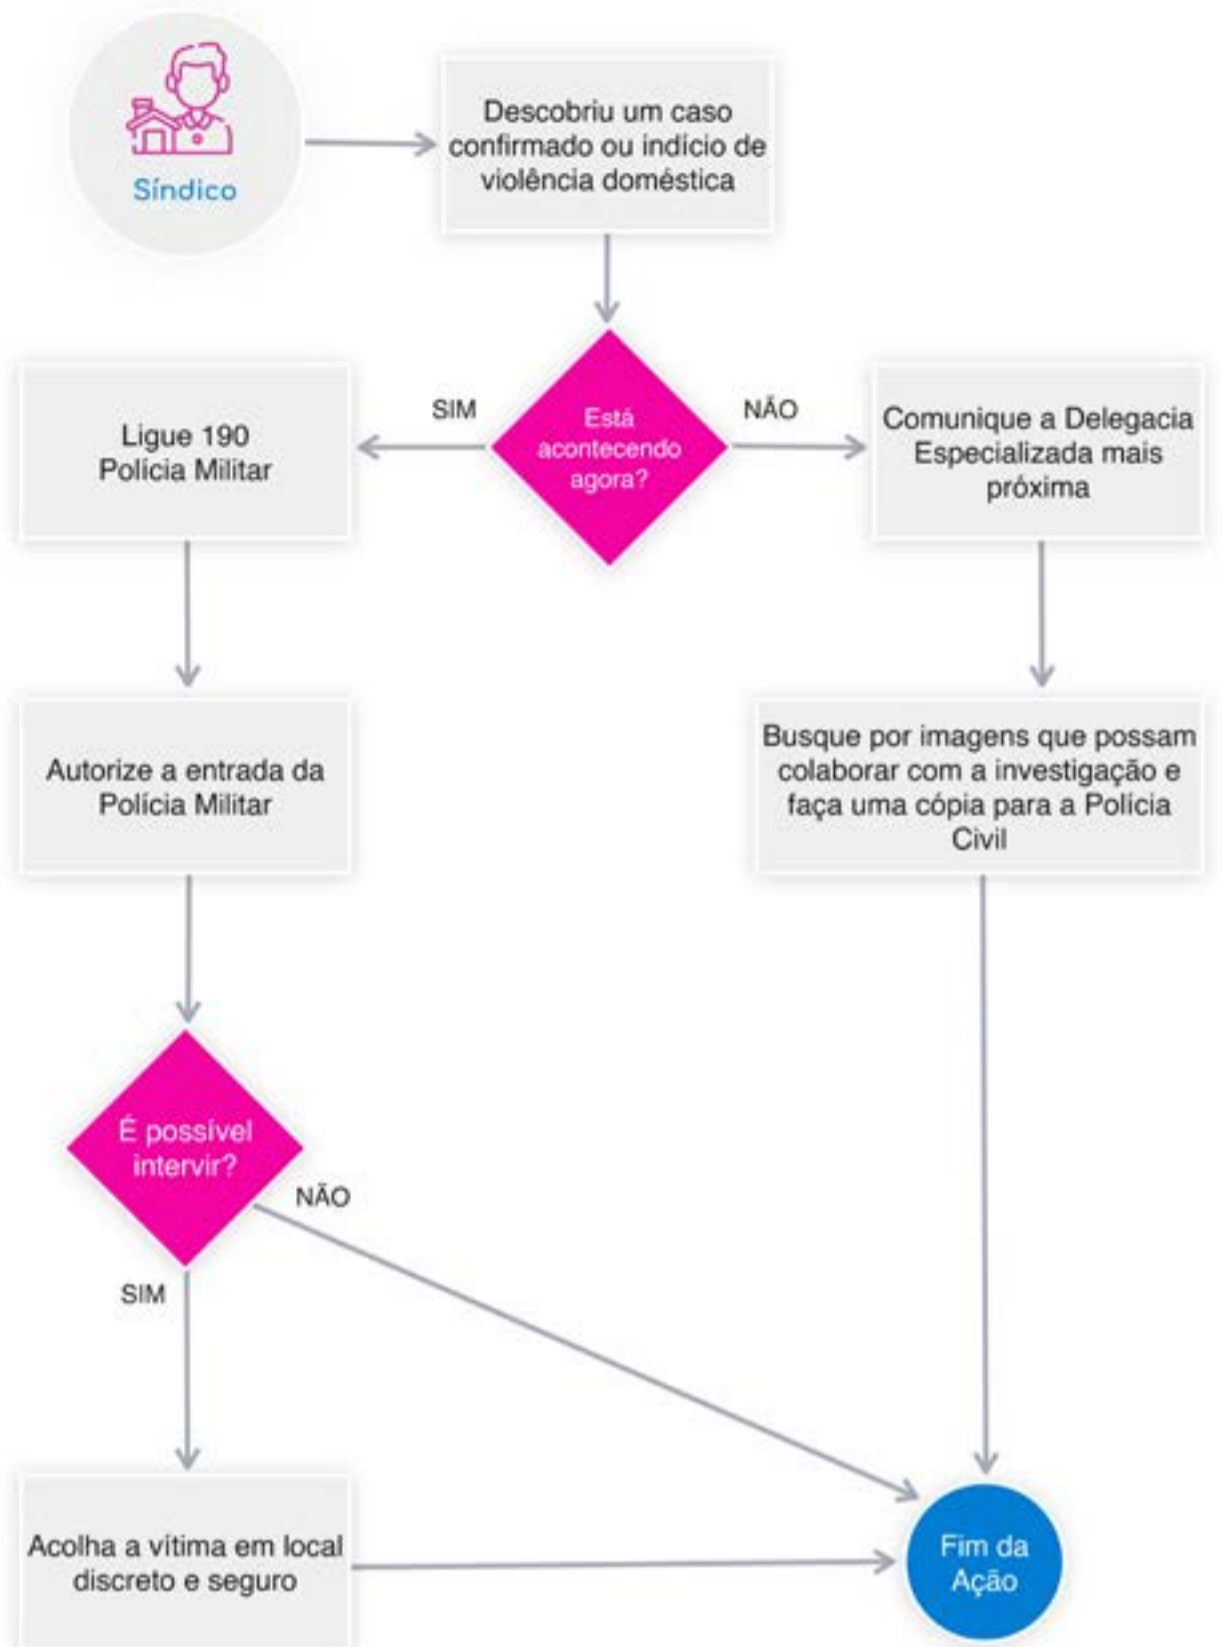 Síndico
Descobriu um caso
confirmado ou indício de
violência doméstica
Está
acontecendo
agora?
SIM
NÃO
Ligue 190
Polícia Militar
Comunique a Delegacia
Especializada mais
próxima
Autorize a entrada da
Polícia Militar
Busque por imagens que possam
colaborar com a investigação e
faça uma cópia para a Polícia
Civil
É possível
intervir?
NÃO
SIM
Acolha a vítima em local
discreto e seguro
Fim da
Ação